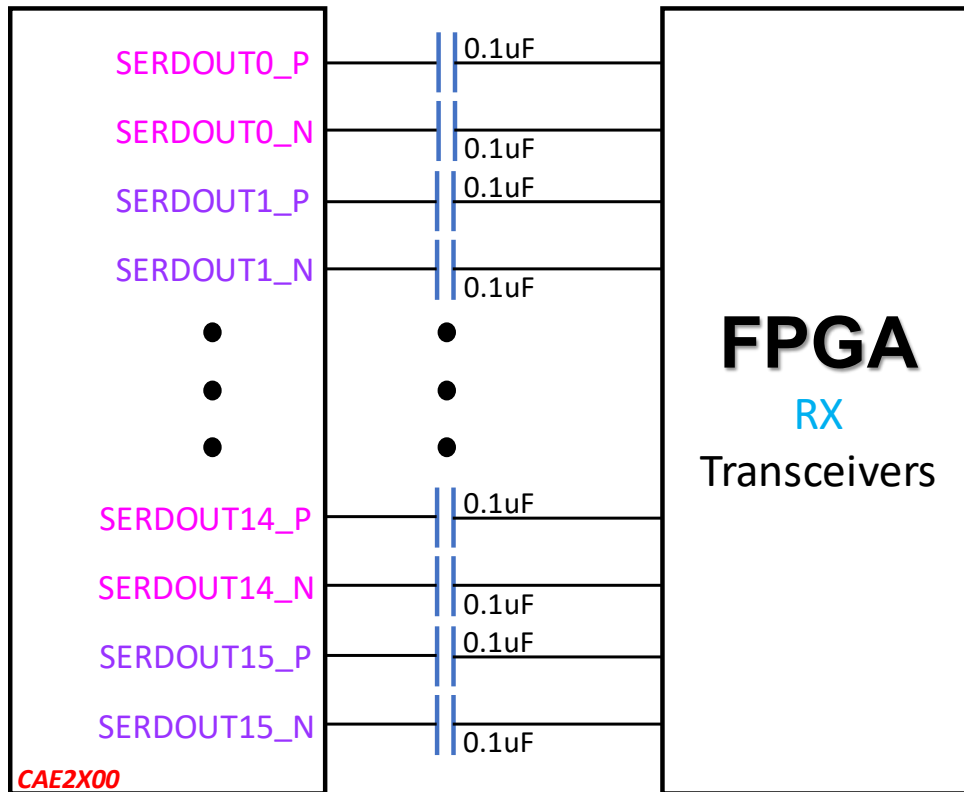 SERDOUT0_P
0.1uF
SERDOUT0_N
0.1uF
SERDOUT1_P
0.1uF
SERDOUT1_N
0.1uF
FPGA
RX
Transceivers
SERDOUT14_P
0.1uF
SERDOUT14_N
0.1uF
SERDOUT15_P
0.1uF
SERDOUT15_N
0.1uF
CAE2X00